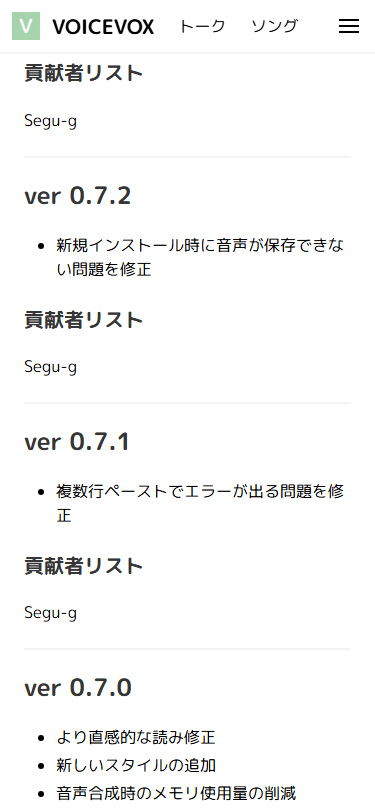 V VOICEVOX トーク ソング
貢献者リスト
Segu-g
ver 0.7.2
• 新規インストール時に音声が保存できな
い問題を修正
貢献者リスト
Segu-g
ver 0.7.1
• 複数行ペーストでエラーが出る問題を修
正
貢献者リスト
Segu-g
ver 0.7.0
• より直感的な読み修正
• 新しいスタイルの追加
• 音声合成時のメモリ使用量の削減